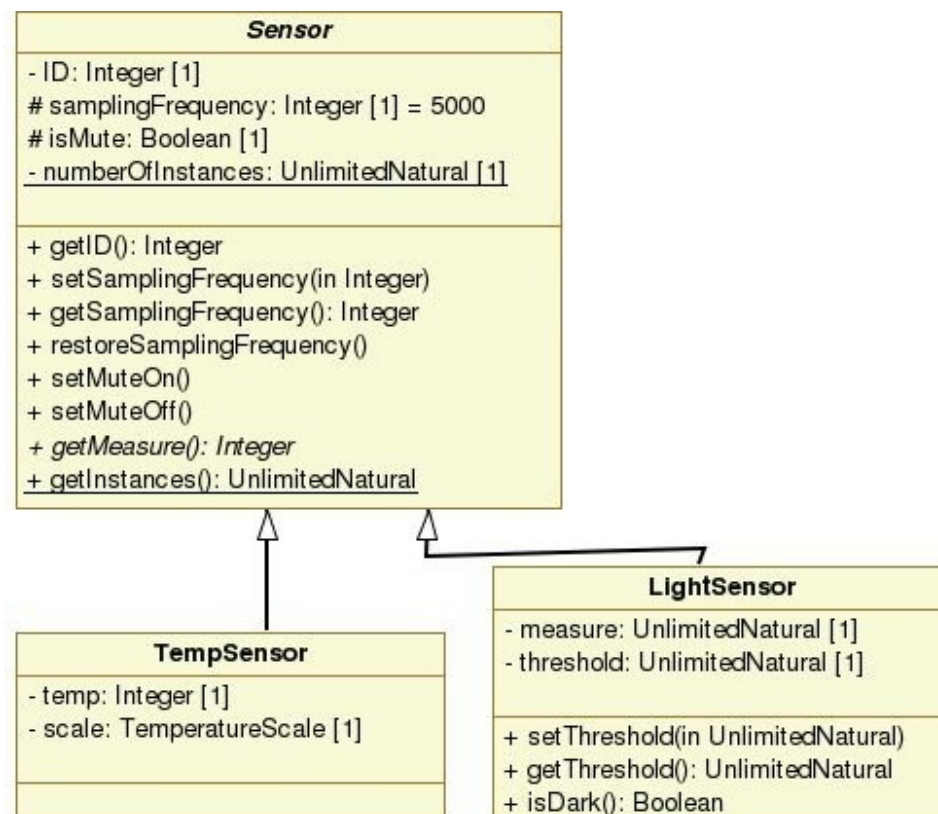 Sensor
- ID: Integer [1]
# samplingFrequency: Integer [1] = 5000
# isMute: Boolean [1]
- numberOfInstances: UnlimitedNatural [1]
+ getID(): Integer
+ setSamplingFrequency(in Integer)
+ getSamplingFrequency(): Integer
+ restoreSamplingFrequency()
+ setMuteOn()
+ setMuteOff()
+ getMeasure(): Integer
+ getInstances(): UnlimitedNatural
TempSensor
- temp: Integer [1]
- scale: TemperatureScale [1]
LightSensor
- measure: UnlimitedNatural [1]
- threshold: UnlimitedNatural [1]
+ setThreshold(in UnlimitedNatural)
+ getThreshold(): UnlimitedNatural
+ isDark(): Boolean